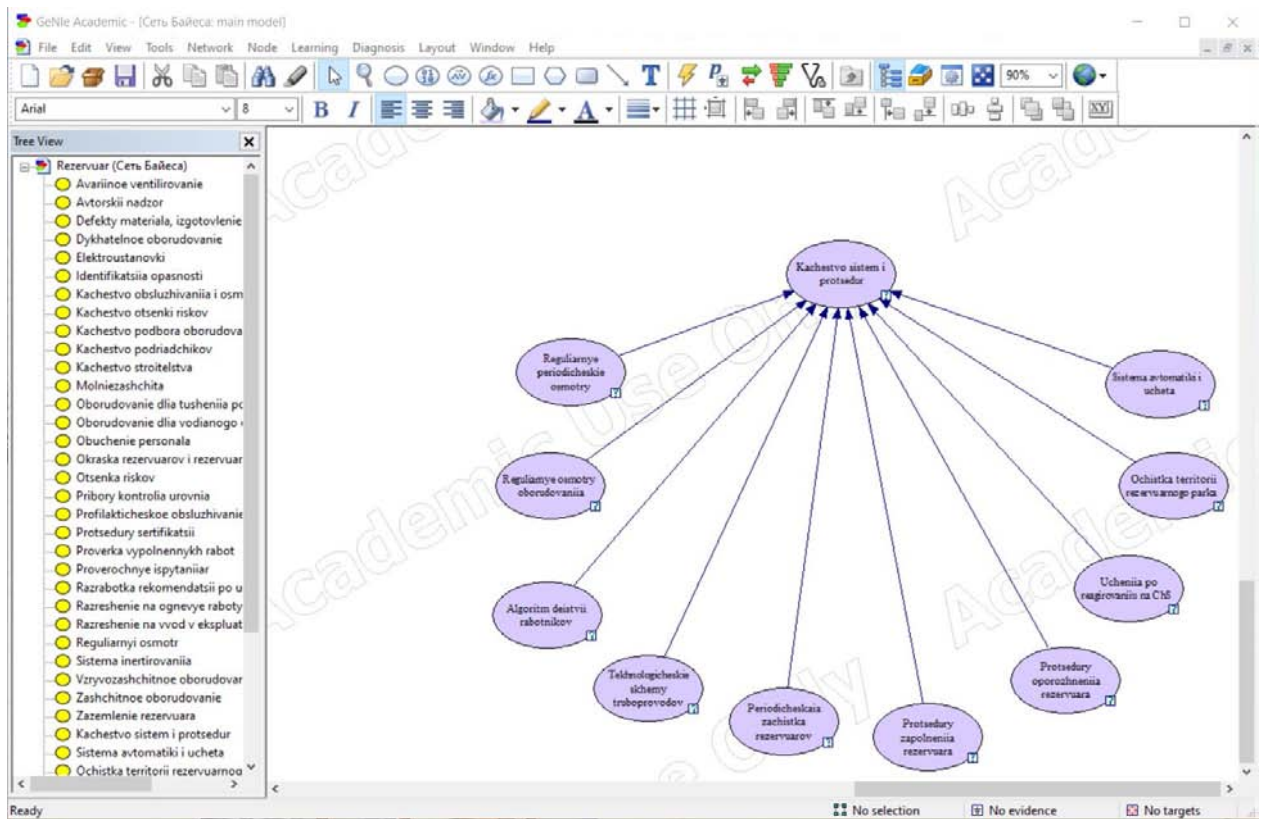 GeNIe Academic - [Сеть Байеса: main model]
File Edit View Tools Network Node Learning Diagnosis Layout Window Help
90%
Arial 8 B I A
Tree View
Rezervuar (Сеть Байеса)
Avariinoe ventilirovanie
Avtorskii nadzor
Defekty materiala, izgotovlenie
Dykhatelnoe oborudovanie
Elektroustanovki
Identifikatsiia opasnosti
Kachestvo obsluzhivaniia i osm
Kachestvo otsenki riskov
Kachestvo podbora oborudova
Kachestvo podriadchikov
Kachestvo stroitelstva
Molniezashchita
Oborudovanie dlia tusheniia po
Oborudovanie dlia vodianogo
Obuchenie personala
Okraska rezervuarov i rezervuar
Otsenka riskov
Pribory kontrolia urovnia
Profilakticheskoe obsluzhivanie
Protsedury sertifikatsii
Proverka vypolnennykh rabot
Proverochnye ispytaniiar
Razrabotka rekomendatsii po u
Razreshenie na ognevye raboty
Razreshenie na vvod v ekspluat
Reguliarnyi osmotr
Sistema inertirovaniia
Vzryvozashchitnoe oborudovar
Zashchitnoe oborudovanie
Zazemlenie rezervuara
Kachestvo sistem i protsedur
Sistema avtomatiki i ucheta
Ochistka territorii rezervuarnog
Kachestvo sistem i
protsedur
Reguliarnye
periodicheskie
osmotry
Sistema avtomatiki i
ucheta
Reguliarnye osmotry
oborudovaniia
Ochistka territorii
rezervuarnogo parka
Algoritm deistvii
rabotnikov
Ucheniia po
reagirovaniiu na ChS
Tekhnologicheskie
skhemy
truboprovodov
Periodicheskaia
zachistka
rezervuarov
Protsedury
zapolneniia
rezervuara
Protsedury
oporozhneniia
rezervuara
Academic Use Only
Academic
Ready
No selection
No evidence
No targets